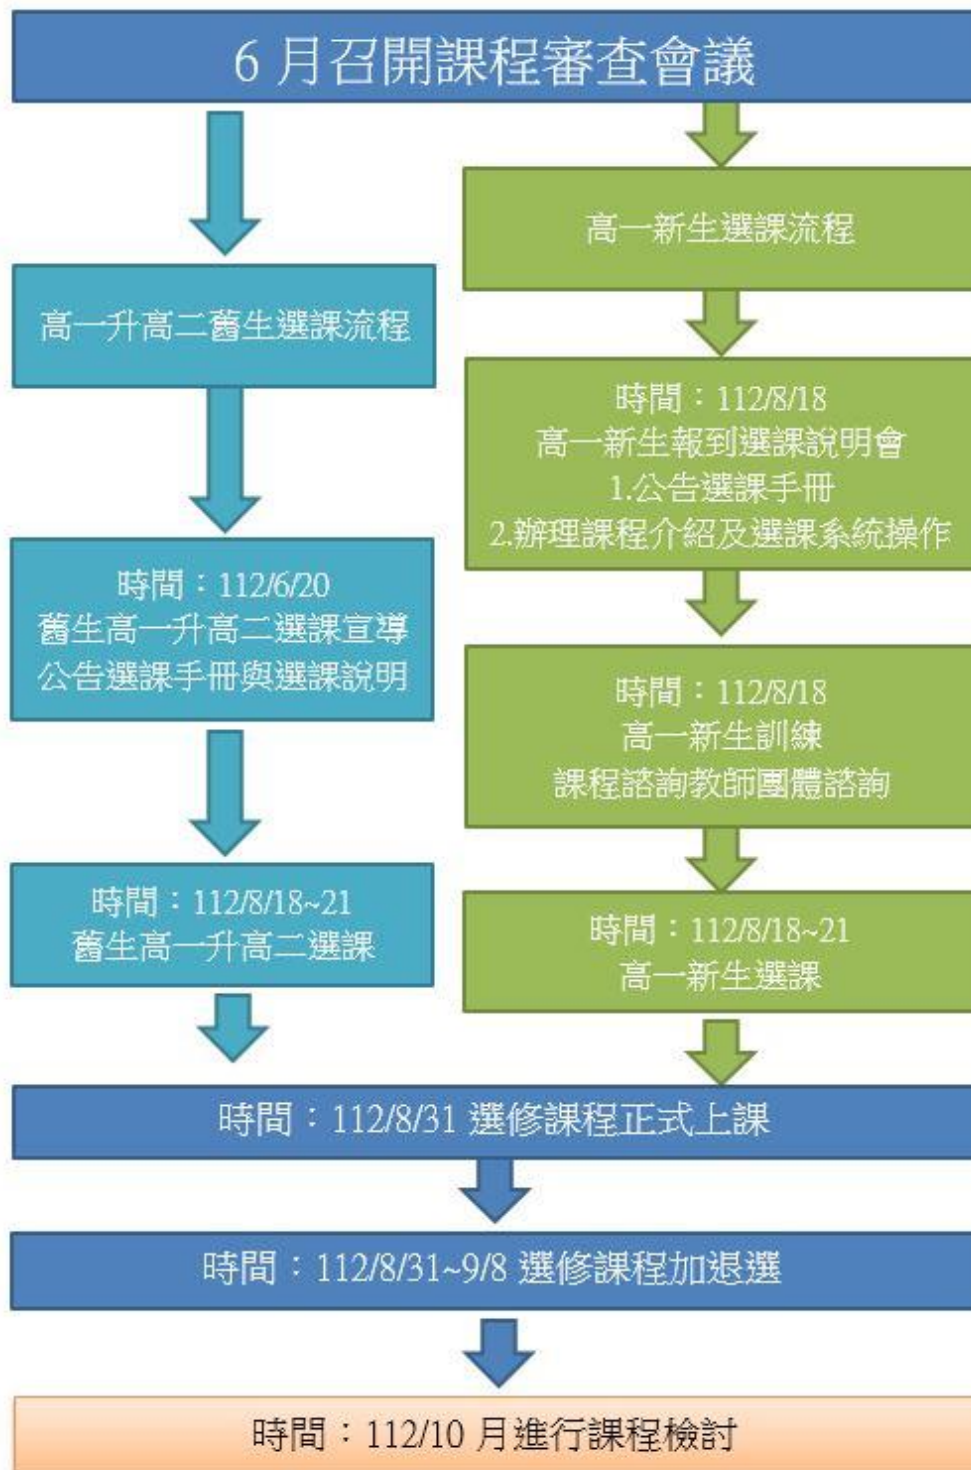 6 月召開課程審查會議
高一升高二舊生選課流程
時間：112/6/20
舊生高一升高二選課宣導
公告選課手冊與選課說明
時間：112/8/18~21
舊生高一升高二選課
高一新生選課流程
時間：112/8/18
高一新生報到選課說明會
1.公告選課手冊
2.辦理課程介紹及選課系統操作
時間：112/8/18
高一新生訓練
課程諮詢教師團體諮詢
時間：112/8/18~21
高一新生選課
時間：112/8/31 選修課程正式上課
時間：112/8/31~9/8 選修課程加退選
時間：112/10 月進行課程檢討